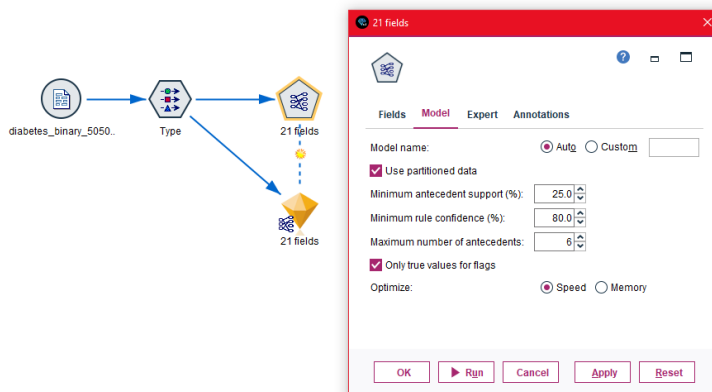 21 fields
?
Fields Model Expert Annotations
Model name: Auto Custom
Use partitioned data
Minimum antecedent support (%): 25.0
Minimum rule confidence (%): 80.0
Maximum number of antecedents: 6
Only true values for flags
Optimize: Speed Memory
OK Run Cancel Apply Reset
diabetes_binary_5050.. Type 21 fields
21 fields